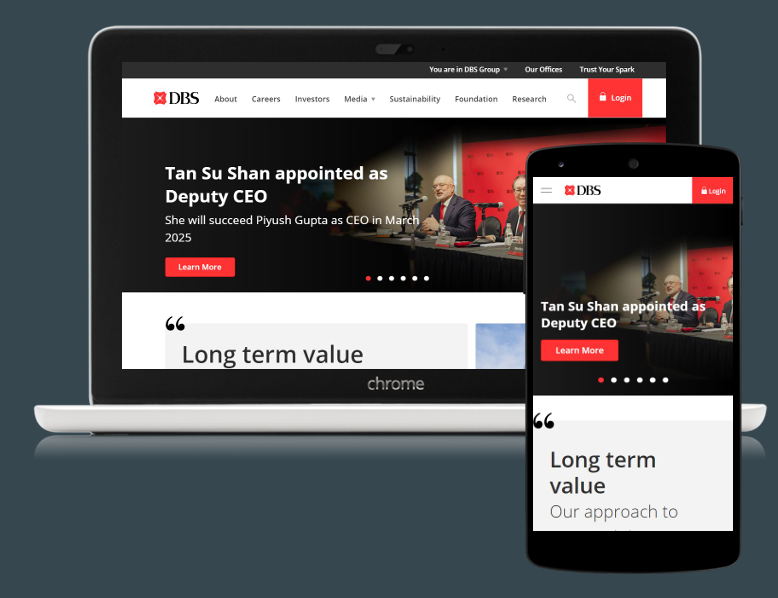 You are in DBS Group Our Offices Trust Your Spark
DBS About Careers Investors Media Sustainability Foundation Research Login
Tan Su Shan appointed as
Deputy CEO
She will succeed Piyush Gupta as CEO in March
2025
Learn More
“
Long term value
chrome
DBS Login
Tan Su Shan appointed as
Deputy CEO
Learn More
“
Long term
value
Our approach to